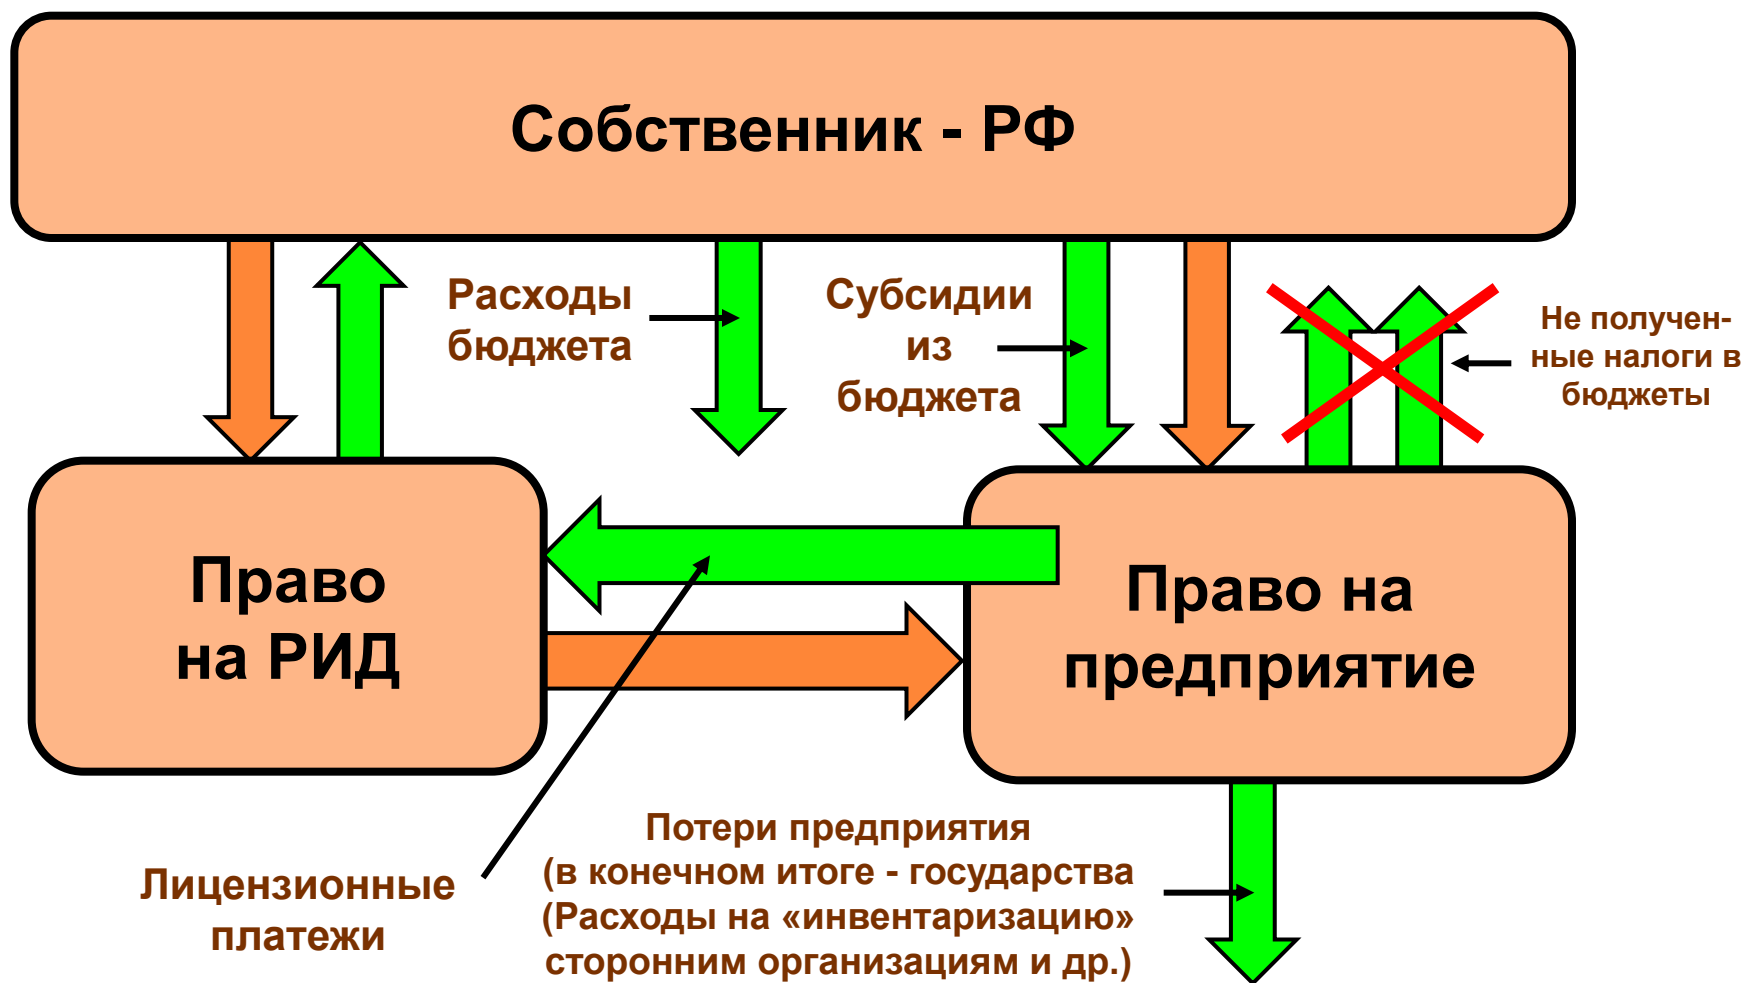 Собственник - РФ
Расходы
бюджета
Субсидии
из
бюджета
Не получен-
ные налоги в
бюджеты
Право
на РИД
Право на
предприятие
Лицензионные
платежи
Потери предприятия
(в конечном итоге - государства
(Расходы на «инвентаризацию»
сторонним организациям и др.)